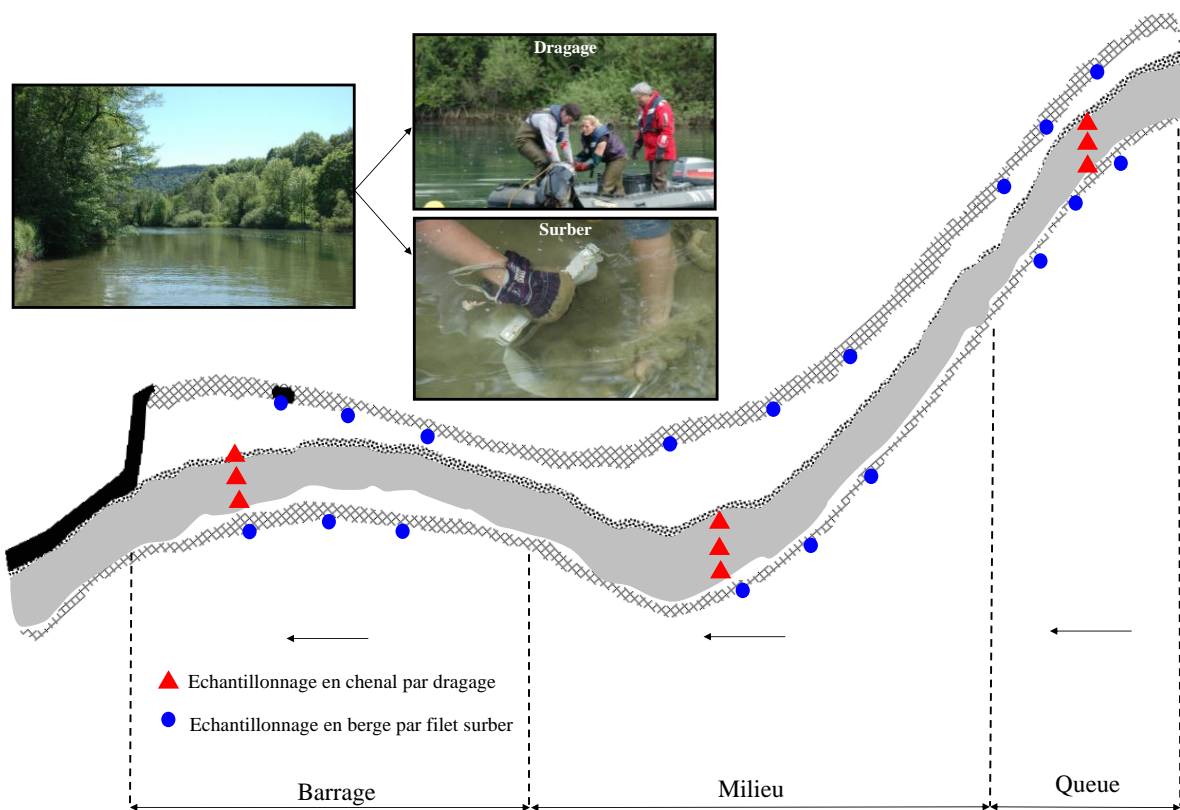 Dragage
Surber
Echantillonnage en chenal par dragage
Echantillonnage en berge par filet surber
Barrage
Milieu
Queue